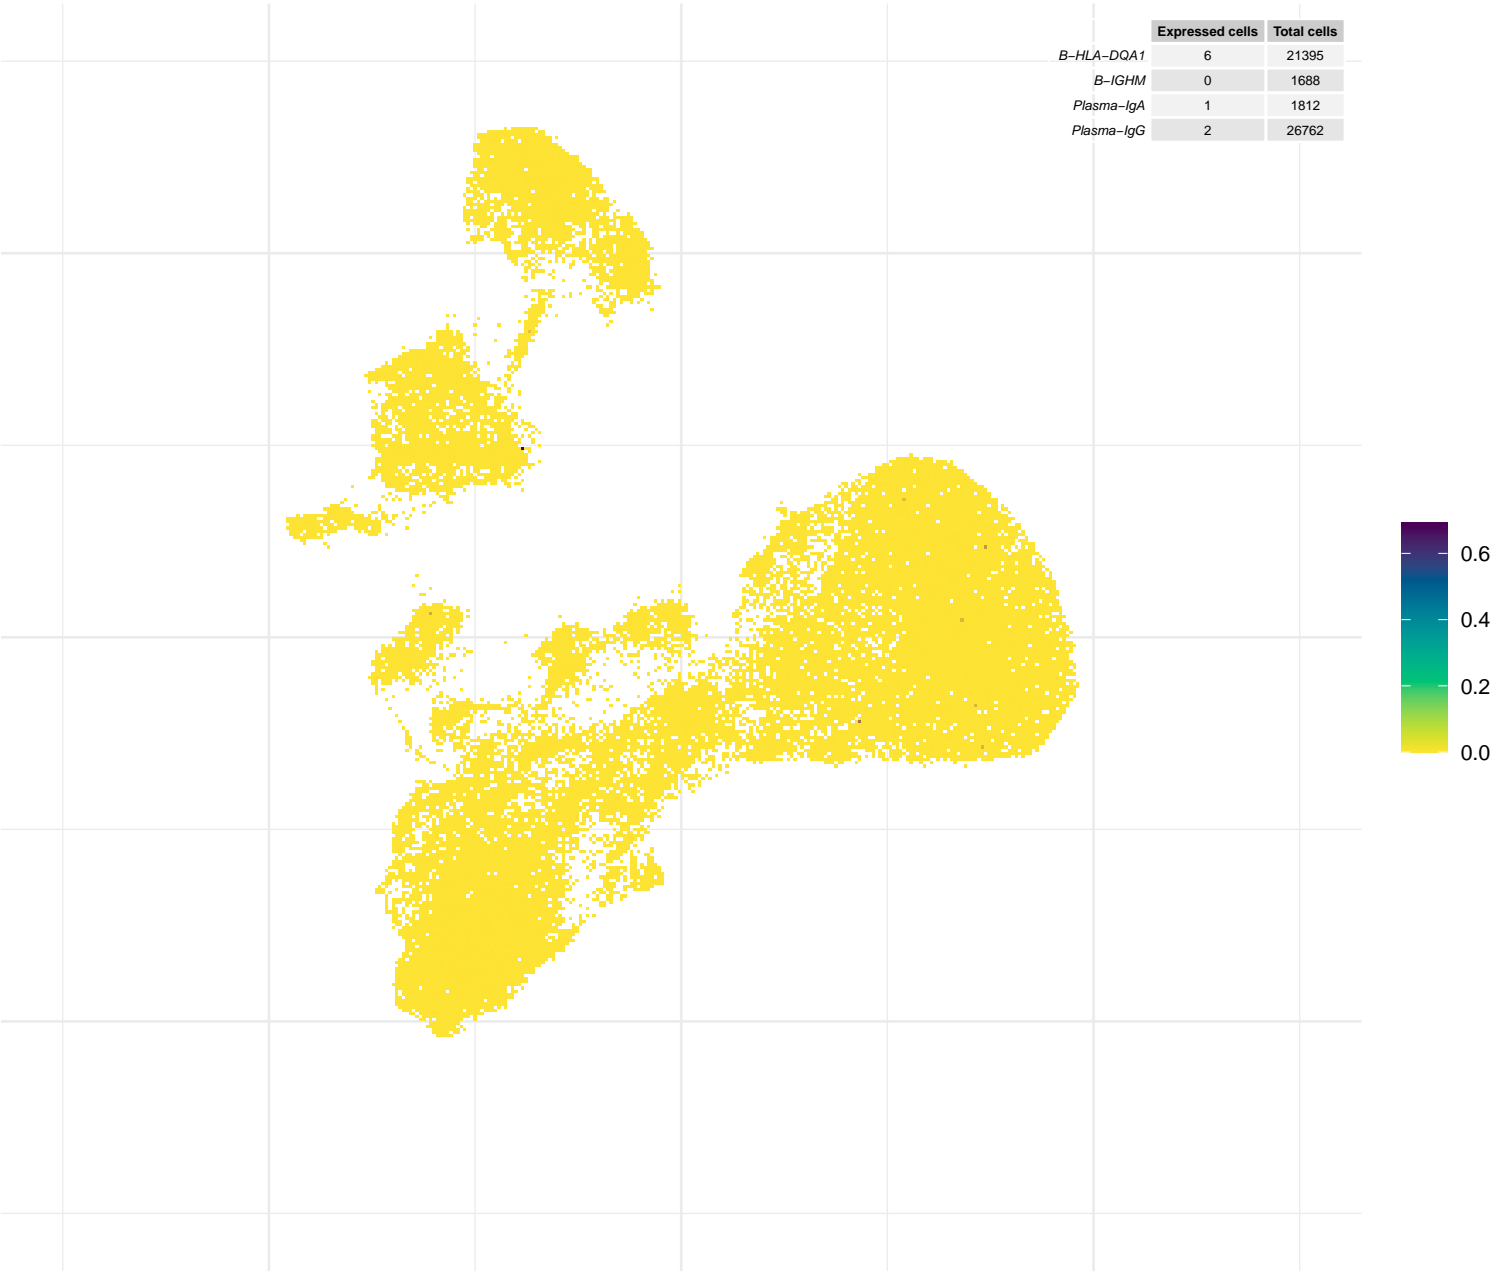 Expressed cells Total cells
B−HLA−DQA1 6 21395
B−IGHM 0 1688
Plasma−IgA 1 1812
Plasma−IgG 2 26762
0.6
0.4
0.2
0.0